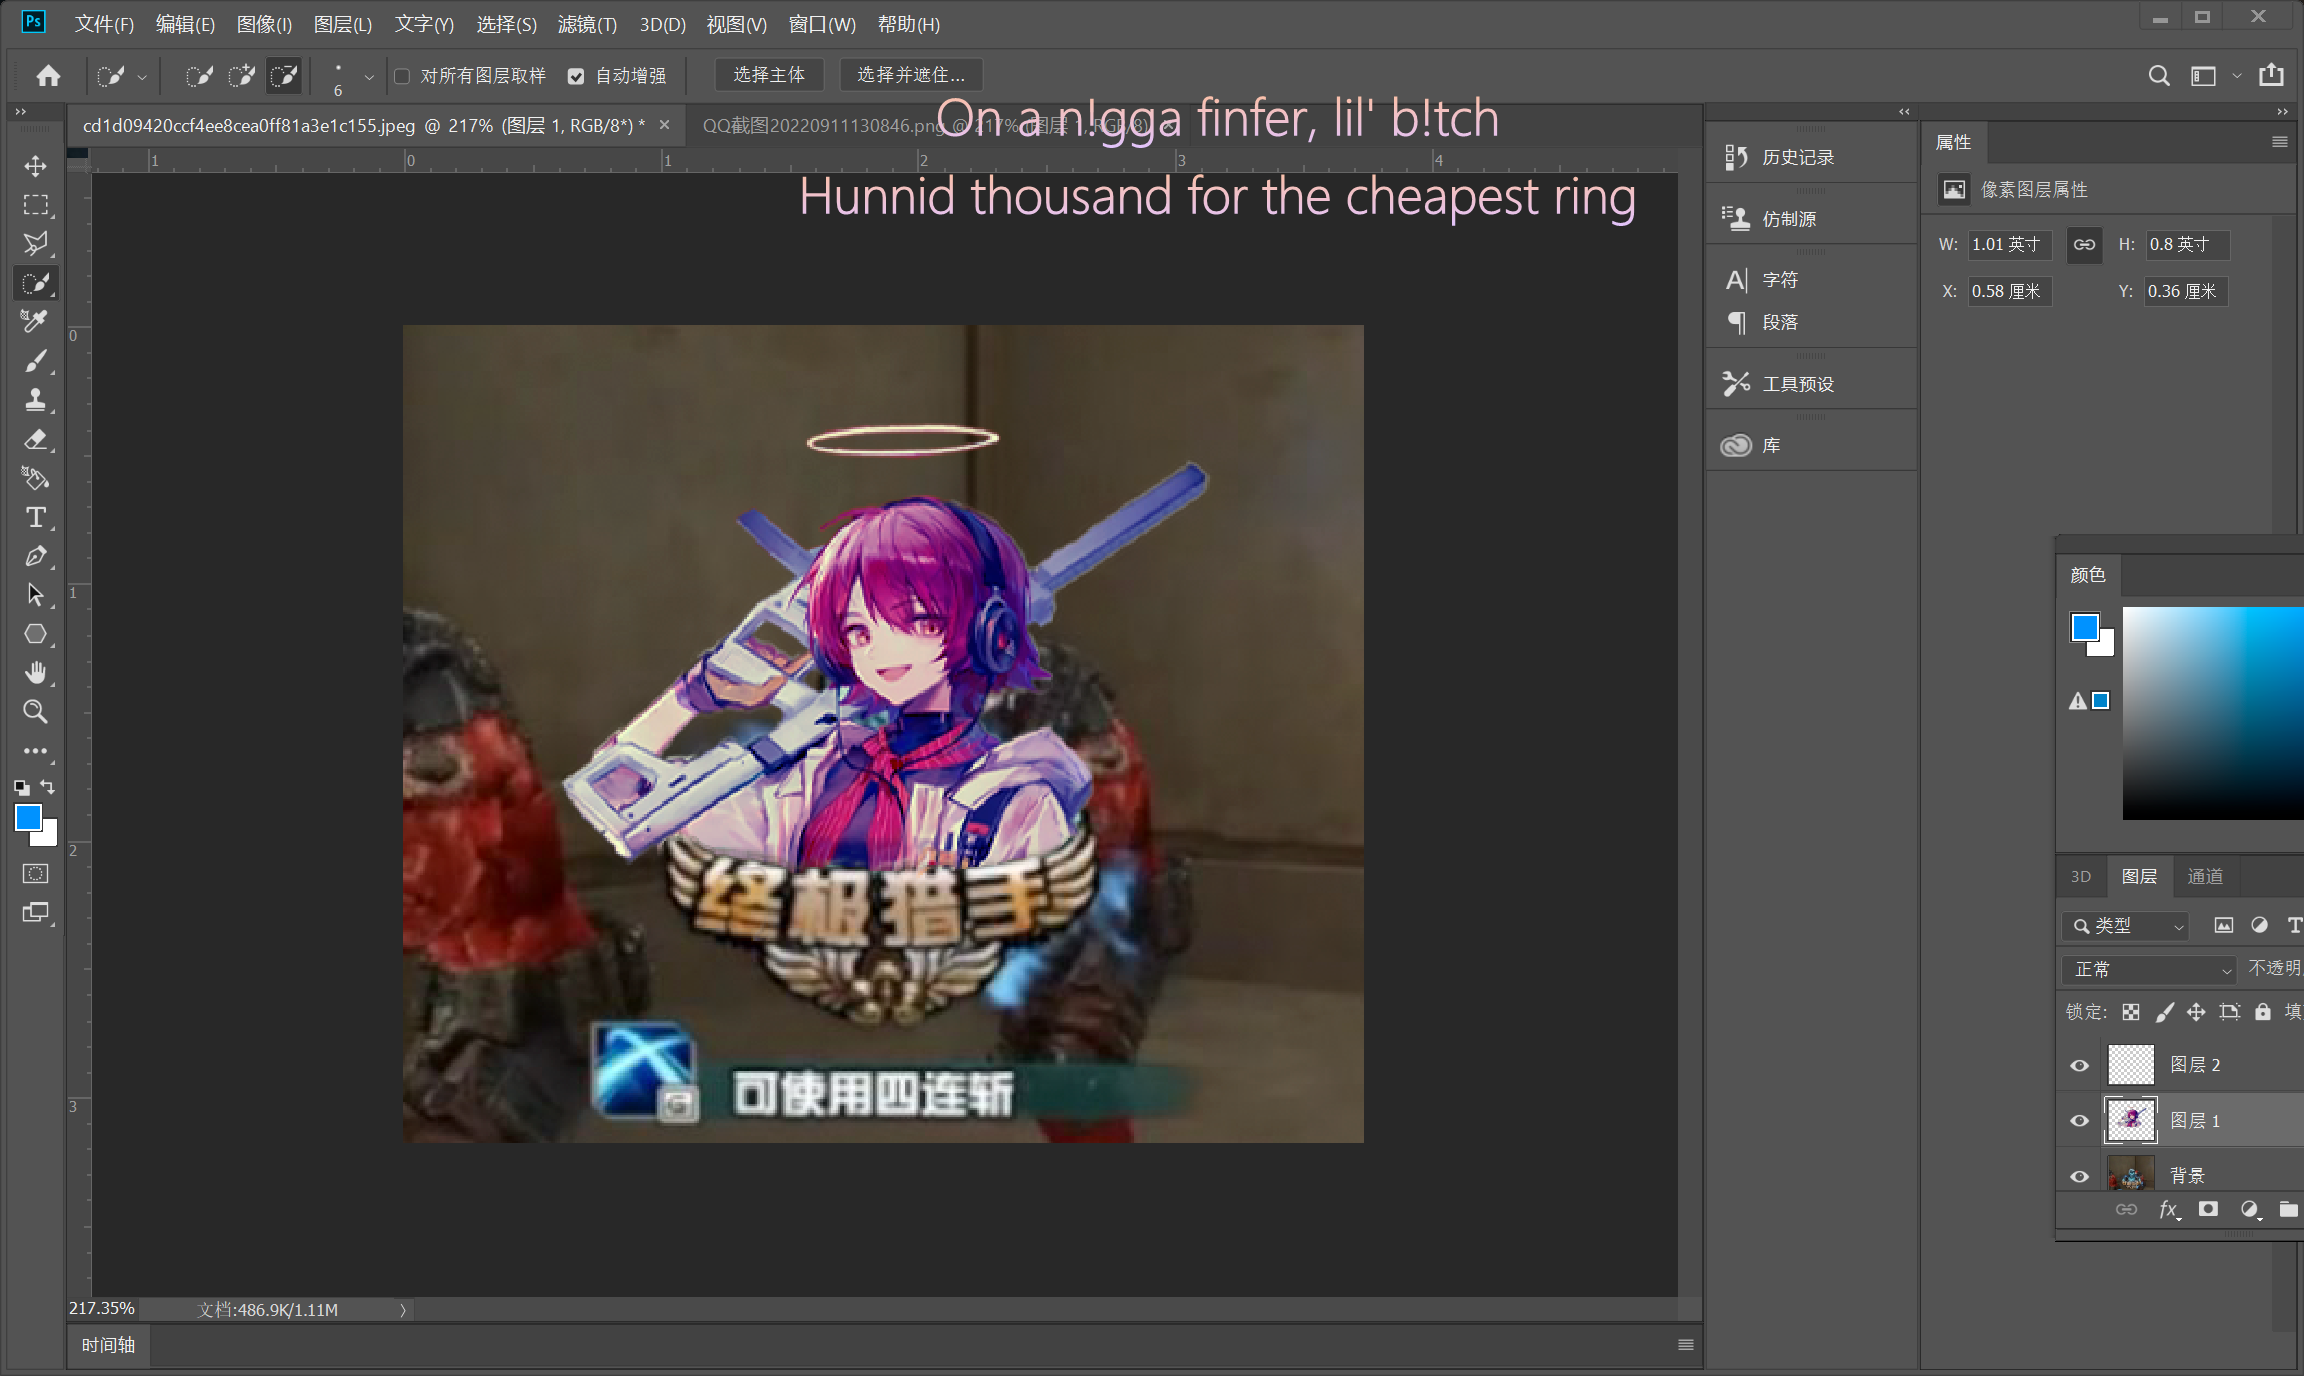 Ps 文件(F) 编辑(E) 图像(I) 图层(L) 文字(Y) 选择(S) 滤镜(T) 3D(D) 视图(V) 窗口(W) 帮助(H)
6 对所有图层取样 自动增强 选择主体 选择并遮住...
On a n!gga finfer, lil' b!tch
Hunnid thousand for the cheapest ring
cd1d09420ccf4ee8cea0ff81a3e1c155.jpeg @ 217% (图层 1, RGB/8*) * ×
QQ截图20220911130846.png @ 217% (图层 1, RGB/8) ×
1 0 1 2 3 4
0
1
2
3
终极猎手
G
可使用四连斩
217.35% 文档:486.9K/1.11M
时间轴
历史记录
仿制源
字符
段落
工具预设
库
属性
像素图层属性
W: 1.01 英寸 H: 0.8 英寸
X: 0.58 厘米 Y: 0.36 厘米
颜色
3D 图层 通道
类型
正常 不透明
锁定: 填
图层 2
图层 1
背景
fx